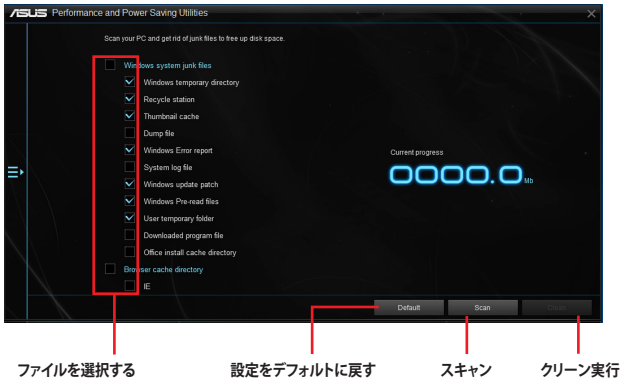 ASUS Performance and Power Saving Utilities
Scan your PC and get rid of junk files to free up disk space.
Windows system junk files
Windows temporary directory
Recycle station
Thumbnail cache
Dump file
Windows Error report
System log file
Windows update patch
Windows Pre-read files
User temporary folder
Downloaded program file
Office install cache directory
Browser cache directory
IE
Current progress
0000.0 Mb
Default
Scan
Clean
ファイルを選択する
設定をデフォルトに戻す
スキャン
クリーン実行